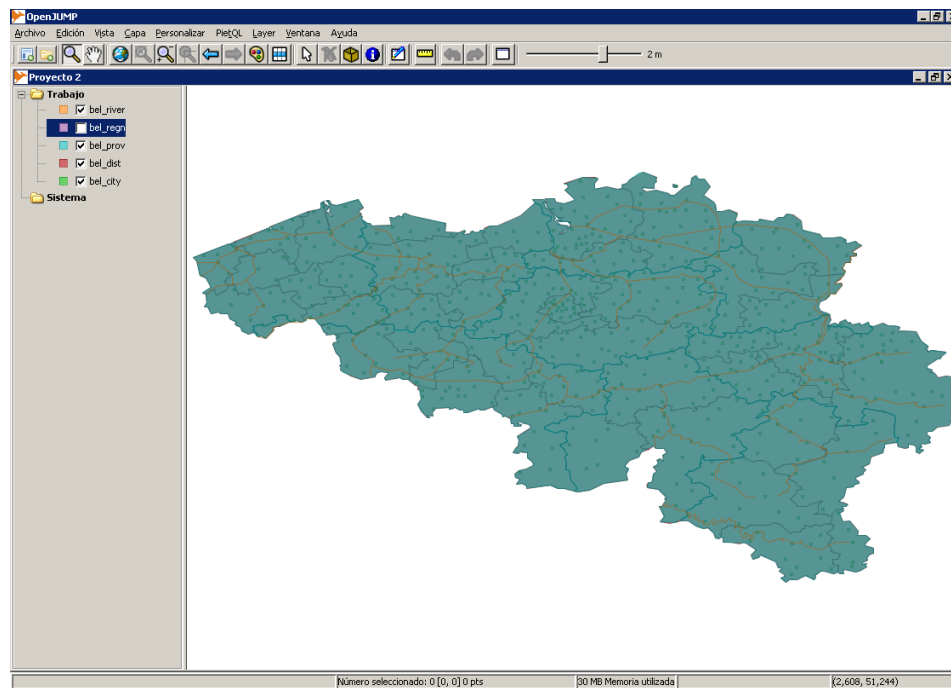 OpenJUMP
Archivo Edición Vista Capa Personalizar PietQL Layer Ventana Ayuda
2 m
Proyecto 2
Trabajo
bel_river
bel_regn
bel_prov
bel_dist
bel_city
Sistema
Número seleccionado: 0 [0, 0] 0 pts 30 MB Memoria utilizada (2,608, 51,244)